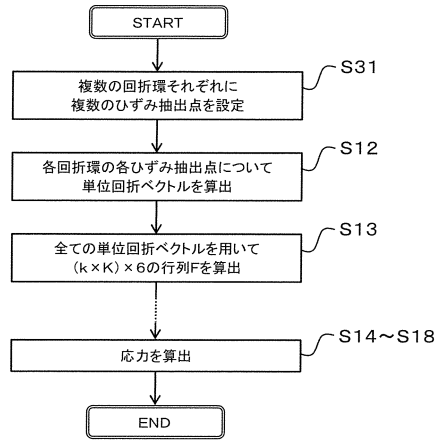 START
S31
複数の回折環それぞれに
複数のひずみ抽出点を設定
S12
各回折環の各ひずみ抽出点について
単位回折ベクトルを算出
S13
全ての単位回折ベクトルを用いて
(k×K)×6の行列Fを算出
S14~S18
応力を算出
END